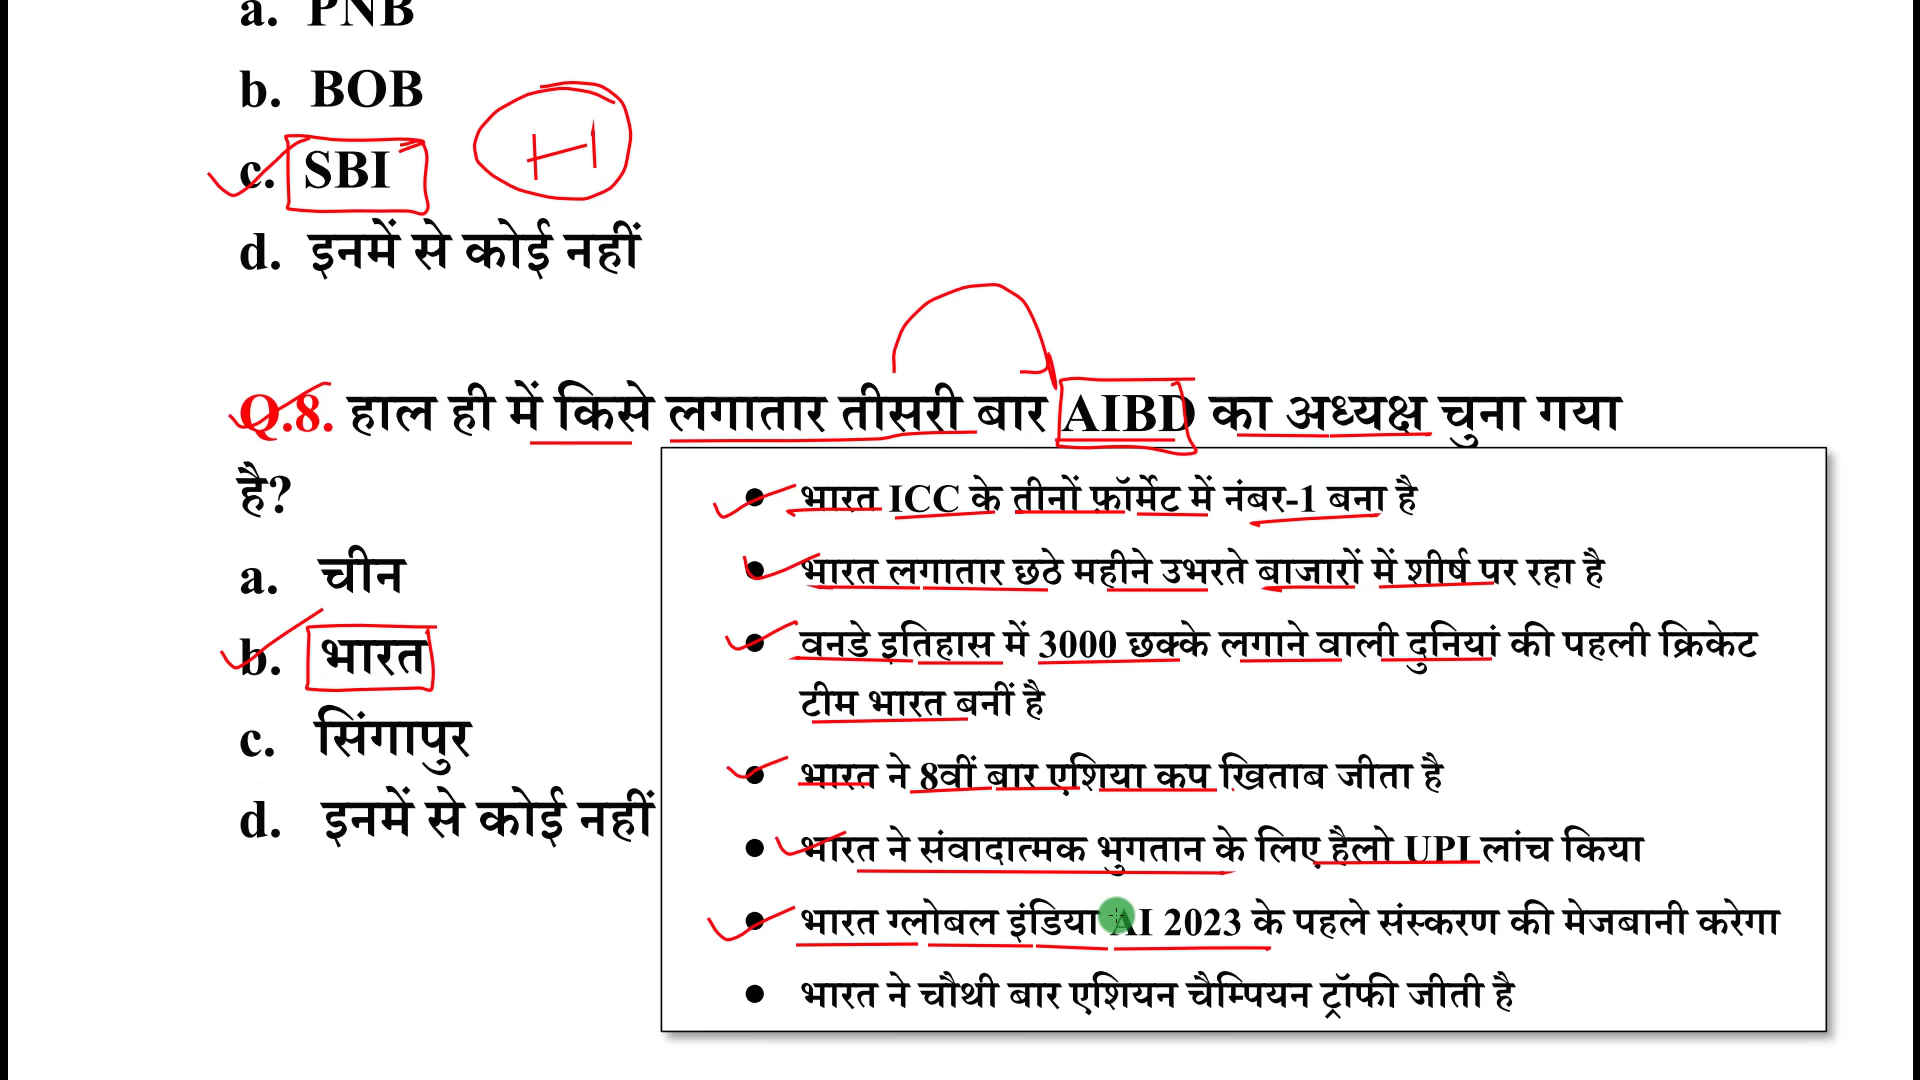 a. PNB
b. BOB
c. SBI
H
d. इनमें से कोई नहीं
Q.8. हाल ही में किसे लगातार तीसरी बार AIBD का अध्यक्ष चुना गया
है?
a. चीन
b. भारत
c. सिंगापुर
d. इनमें से कोई नहीं
● भारत ICC के तीनों फ़ॉर्मेट में नंबर-1 बना है
● भारत लगातार छठे महीने उभरते बाजारों में शीर्ष पर रहा है
● वनडे इतिहास में 3000 छक्के लगाने वाली दुनियां की पहली क्रिकेट
टीम भारत बनीं है
● भारत ने 8वीं बार एशिया कप खिताब जीता है
● भारत ने संवादात्मक भुगतान के लिए हैलो UPI लांच किया
● भारत ग्लोबल इंडिया AI 2023 के पहले संस्करण की मेजबानी करेगा
● भारत ने चौथी बार एशियन चैम्पियन ट्रॉफी जीती है